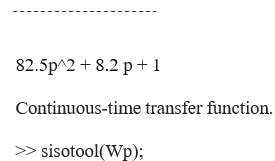 ---------------------
82.5p^2 + 8.2 p + 1
Continuous-time transfer function.
>> sisotool(Wp);